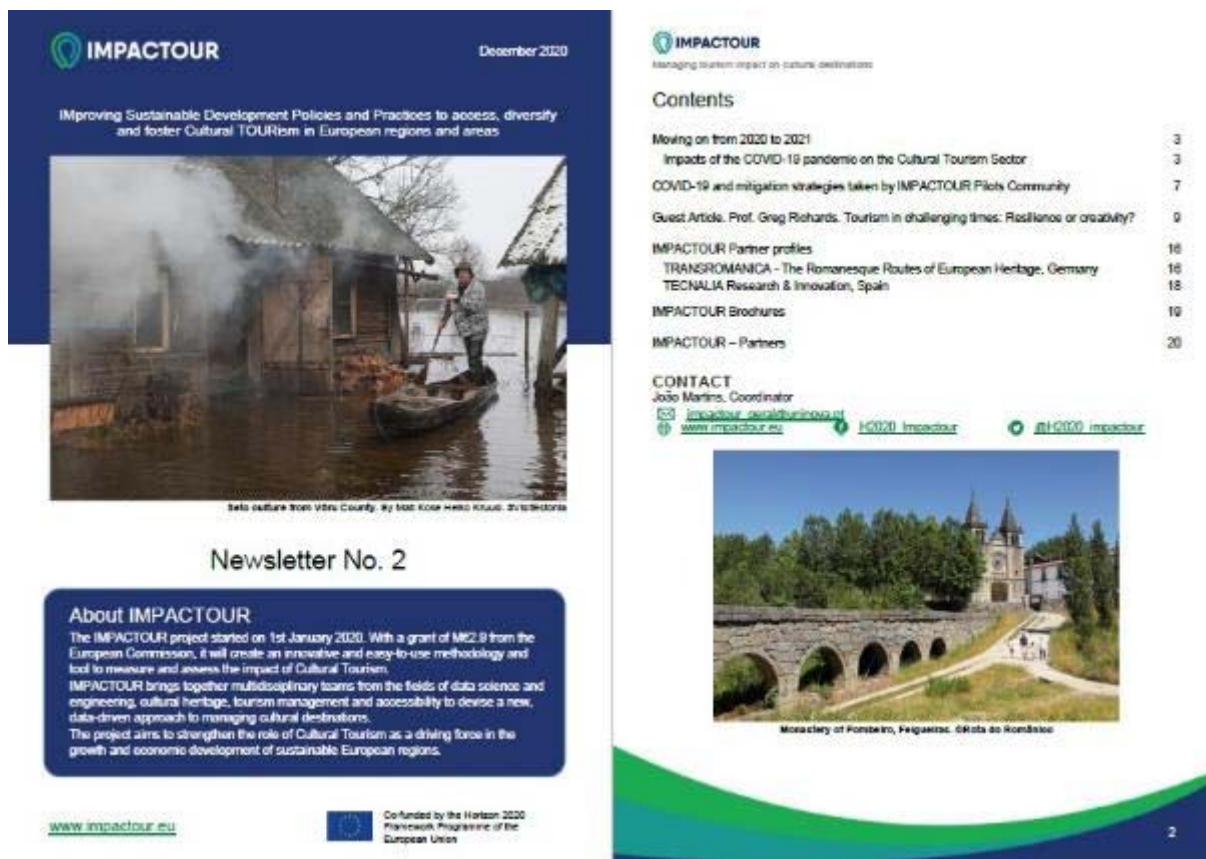 IMPACTOUR
December 2020
IMproving Sustainable Development Policies and Practices to access, diversify
and foster Cultural TOURism in European regions and areas
Seto culture from Võru County. By Mait Kose Heiko Kruusi. #VisitEstonia
Newsletter No. 2
About IMPACTOUR
The IMPACTOUR project started on 1st January 2020. With a grant of M€2.9 from the
European Commission, it will create an innovative and easy-to-use methodology and
tool to measure and assess the impact of Cultural Tourism.
IMPACTOUR brings together multidisciplinary teams from the fields of data science and
engineering, cultural heritage, tourism management and accessibility to devise a new,
data-driven approach to managing cultural destinations.
The project aims to strengthen the role of Cultural Tourism as a driving force in the
growth and economic development of sustainable European regions.
www.impactour.eu
Co-funded by the Horizon 2020
Framework Programme of the
European Union
IMPACTOUR
Managing tourism impact on cultural destinations
Contents
Moving on from 2020 to 2021 3
Impacts of the COVID-19 pandemic on the Cultural Tourism Sector 3
COVID-19 and mitigation strategies taken by IMPACTOUR Pilots Community 7
Guest Article. Prof. Greg Richards. Tourism in challenging times: Resilience or creativity? 9
IMPACTOUR Partner profiles 16
TRANSROMANICA - The Romanesque Routes of European Heritage, Germany 16
TECNALIA Research & Innovation, Spain 18
IMPACTOUR Brochures 19
IMPACTOUR – Partners 20
CONTACT
João Martins, Coordinator
impactour_geral@uninova.pt
www.impactour.eu H2020_Impactour @H2020_impactour
Monastery of Pombeiro, Felgueiras. ©Rota do Românico
2